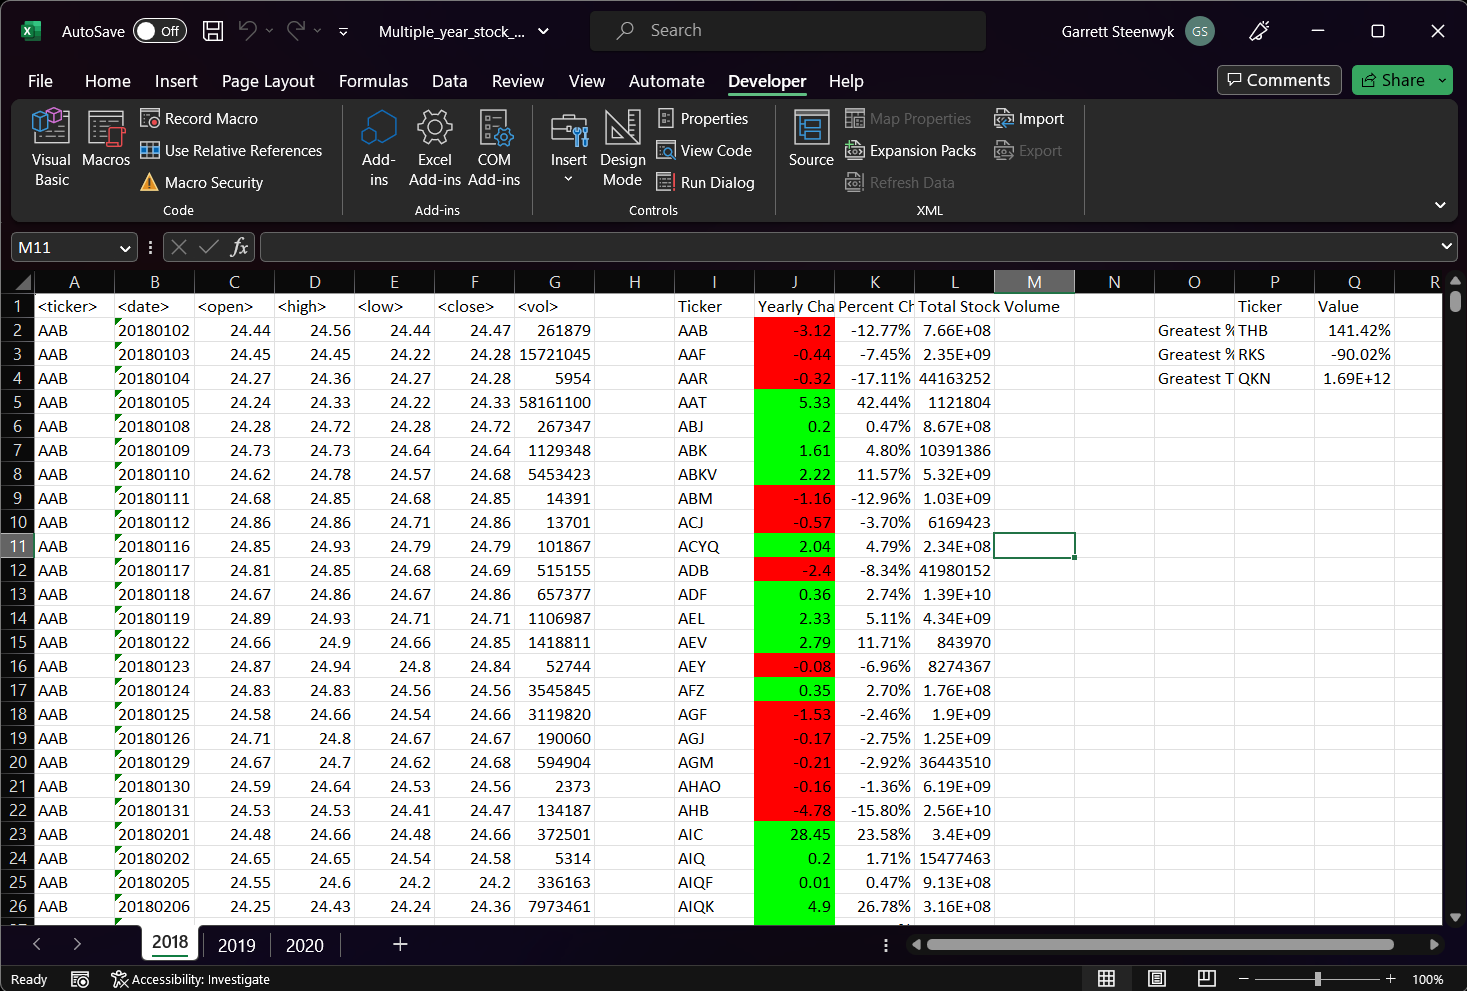 AutoSave Off Multiple_year_stock_... Search Garrett Steenwyk GS
File Home Insert Page Layout Formulas Data Review View Automate Developer Help Comments Share
Visual Basic Macros Record Macro Use Relative References Macro Security Code
Add-ins Excel Add-ins COM Add-ins Add-ins
Insert Design Mode Properties View Code Run Dialog Controls
Source Map Properties Expansion Packs Refresh Data Import Export XML
M11 fx
A B C D E F G H I J K L M N O P Q R
1 <ticker> <date> <open> <high> <low> <close> <vol> Ticker Yearly Cha Percent Ch Total Stock Volume Ticker Value
2 AAB 20180102 24.44 24.56 24.44 24.47 261879 AAB -3.12 -12.77% 7.66E+08 Greatest % THB 141.42%
3 AAB 20180103 24.45 24.45 24.22 24.28 15721045 AAF -0.44 -7.45% 2.35E+09 Greatest % RKS -90.02%
4 AAB 20180104 24.27 24.36 24.27 24.28 5954 AAR -0.32 -17.11% 44163252 Greatest T QKN 1.69E+12
5 AAB 20180105 24.24 24.33 24.22 24.33 58161100 AAT 5.33 42.44% 1121804
6 AAB 20180108 24.28 24.72 24.28 24.72 267347 ABJ 0.2 0.47% 8.67E+08
7 AAB 20180109 24.73 24.73 24.64 24.64 1129348 ABK 1.61 4.80% 10391386
8 AAB 20180110 24.62 24.78 24.57 24.68 5453423 ABKV 2.22 11.57% 5.32E+09
9 AAB 20180111 24.68 24.85 24.68 24.85 14391 ABM -1.16 -12.96% 1.03E+09
10 AAB 20180112 24.86 24.86 24.71 24.86 13701 ACJ -0.57 -3.70% 6169423
11 AAB 20180116 24.85 24.93 24.79 24.79 101867 ACYQ 2.04 4.79% 2.34E+08
12 AAB 20180117 24.81 24.85 24.68 24.69 515155 ADB -2.4 -8.34% 41980152
13 AAB 20180118 24.67 24.86 24.67 24.86 657377 ADF 0.36 2.74% 1.39E+10
14 AAB 20180119 24.89 24.93 24.71 24.71 1106987 AEL 2.33 5.11% 4.34E+09
15 AAB 20180122 24.66 24.9 24.66 24.85 1418811 AEV 2.79 11.71% 843970
16 AAB 20180123 24.87 24.94 24.8 24.84 52744 AEY -0.08 -6.96% 8274367
17 AAB 20180124 24.83 24.83 24.56 24.56 3545845 AFZ 0.35 2.70% 1.76E+08
18 AAB 20180125 24.58 24.66 24.54 24.66 3119820 AGF -1.53 -2.46% 1.9E+09
19 AAB 20180126 24.71 24.8 24.67 24.67 190060 AGJ -0.17 -2.75% 1.25E+09
20 AAB 20180129 24.67 24.7 24.62 24.68 594904 AGM -0.21 -2.92% 36443510
21 AAB 20180130 24.59 24.64 24.53 24.56 2373 AHAO -0.16 -1.36% 6.19E+09
22 AAB 20180131 24.53 24.53 24.41 24.47 134187 AHB -4.78 -15.80% 2.56E+10
23 AAB 20180201 24.48 24.66 24.48 24.66 372501 AIC 28.45 23.58% 3.4E+09
24 AAB 20180202 24.65 24.65 24.54 24.58 5314 AIQ 0.2 1.71% 15477463
25 AAB 20180205 24.55 24.6 24.2 24.2 336163 AIQF 0.01 0.47% 9.13E+08
26 AAB 20180206 24.25 24.43 24.24 24.36 7973461 AIQK 4.9 26.78% 3.16E+08
2018 2019 2020
Ready Accessibility: Investigate 100%